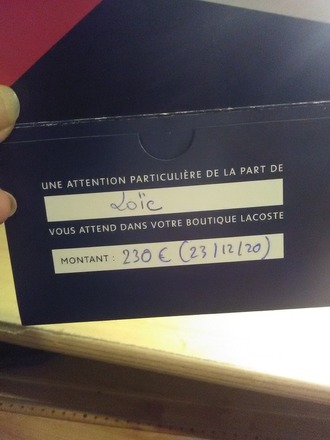 UNE ATTENTION PARTICULIÈRE DE LA PART DE
Loïc
VOUS ATTEND DANS VOTRE BOUTIQUE LACOSTE
MONTANT : 230 € (23/12/20)